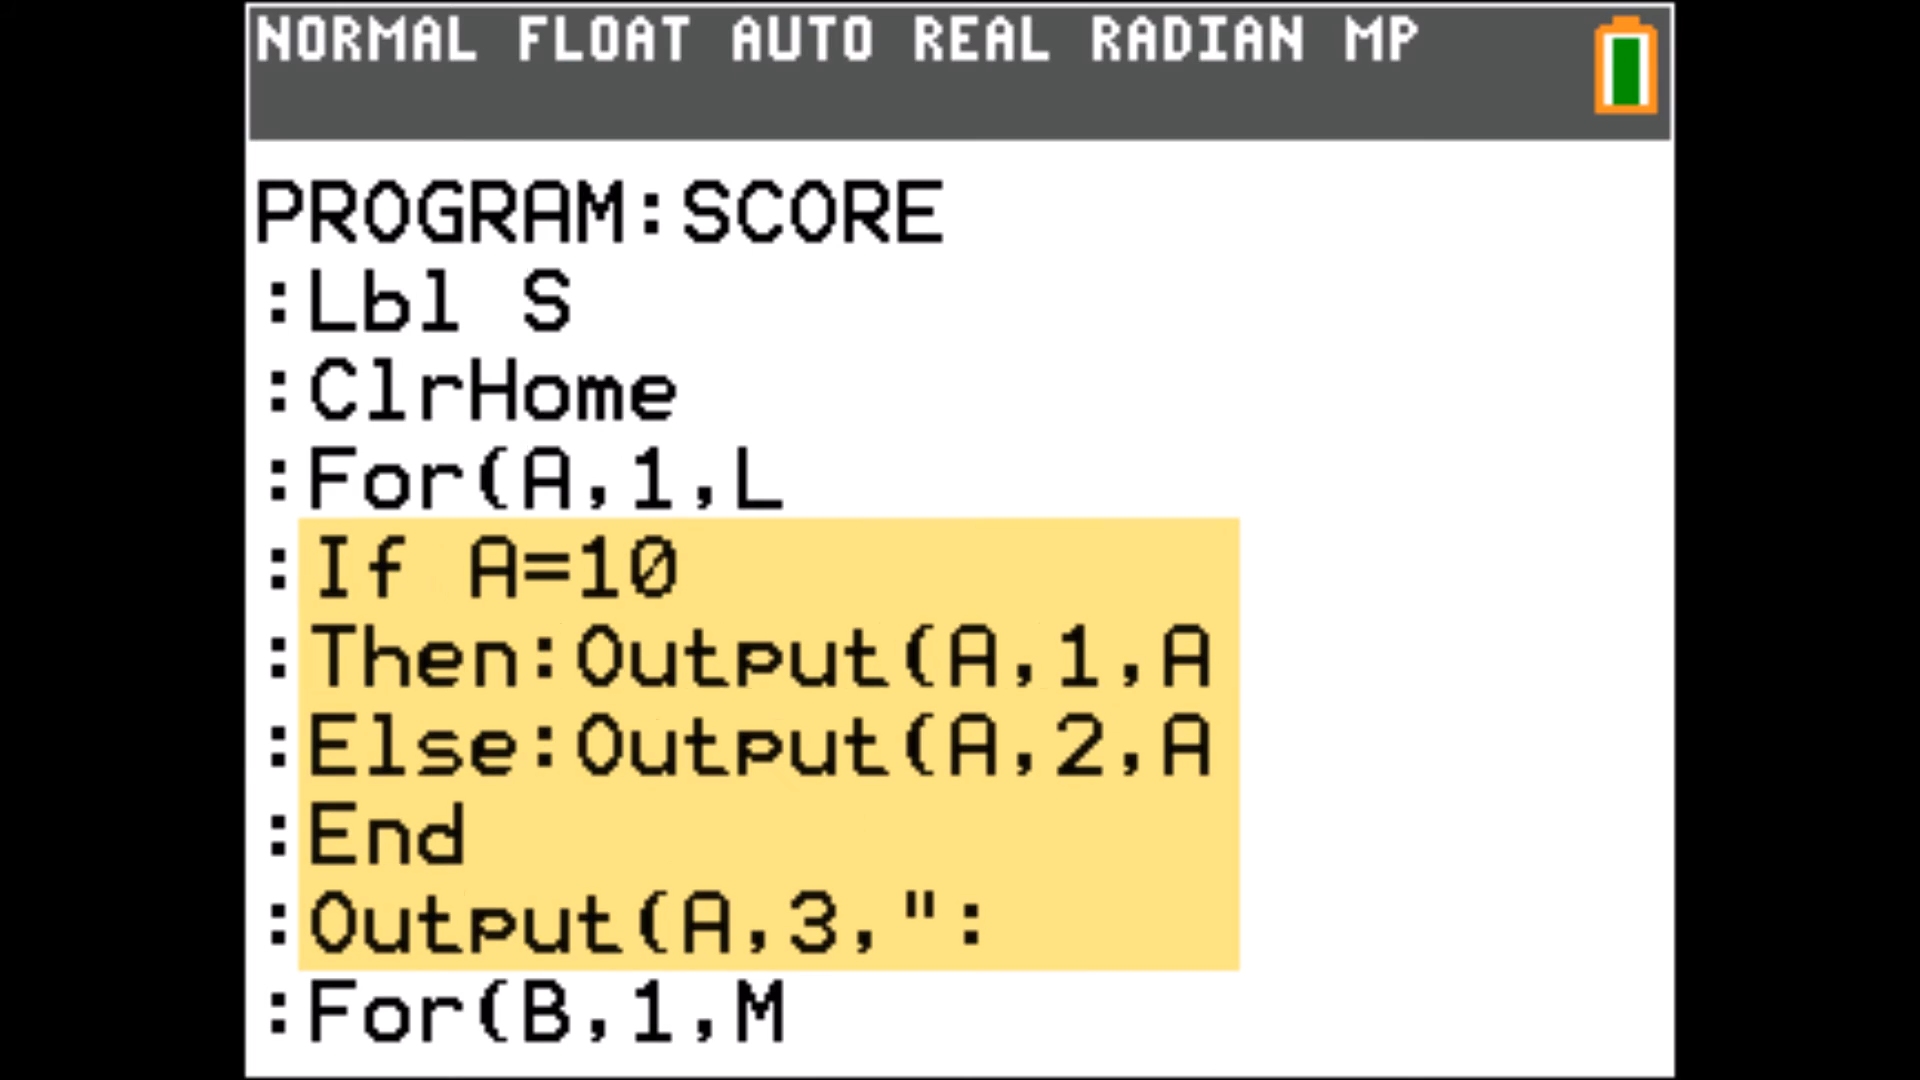 NORMAL FLOAT AUTO REAL RADIAN MP
PROGRAM:SCORE
:Lbl S
:ClrHome
:For(A,1,L
:If A=10
:Then:Output(A,1,A
:Else:Output(A,2,A
:End
:Output(A,3,":
:For(B,1,M